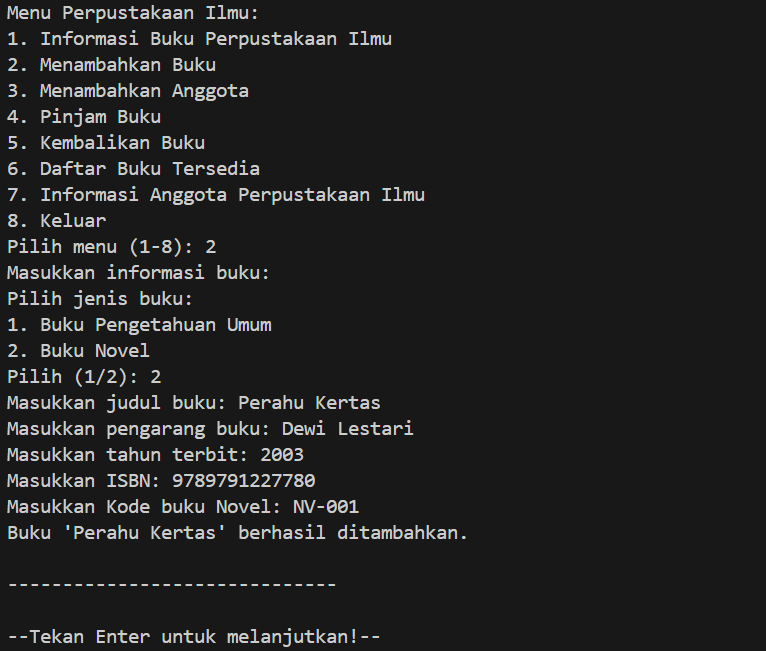 Menu Perpustakaan Ilmu:
1. Informasi Buku Perpustakaan Ilmu
2. Menambahkan Buku
3. Menambahkan Anggota
4. Pinjam Buku
5. Kembalikan Buku
6. Daftar Buku Tersedia
7. Informasi Anggota Perpustakaan Ilmu
8. Keluar
Pilih menu (1-8): 2
Masukkan informasi buku:
Pilih jenis buku:
1. Buku Pengetahuan Umum
2. Buku Novel
Pilih (1/2): 2
Masukkan judul buku: Perahu Kertas
Masukkan pengarang buku: Dewi Lestari
Masukkan tahun terbit: 2003
Masukkan ISBN: 9789791227780
Masukkan Kode buku Novel: NV-001
Buku 'Perahu Kertas' berhasil ditambahkan.
------------------------------
--Tekan Enter untuk melanjutkan!--